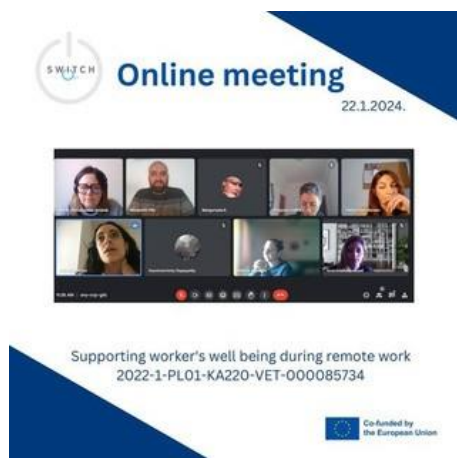 SWITCH
Online meeting
22.1.2024.
Supporting worker's well being during remote work
2022-1-PL01-KA220-VET-000085734
Co-funded by
the European Union